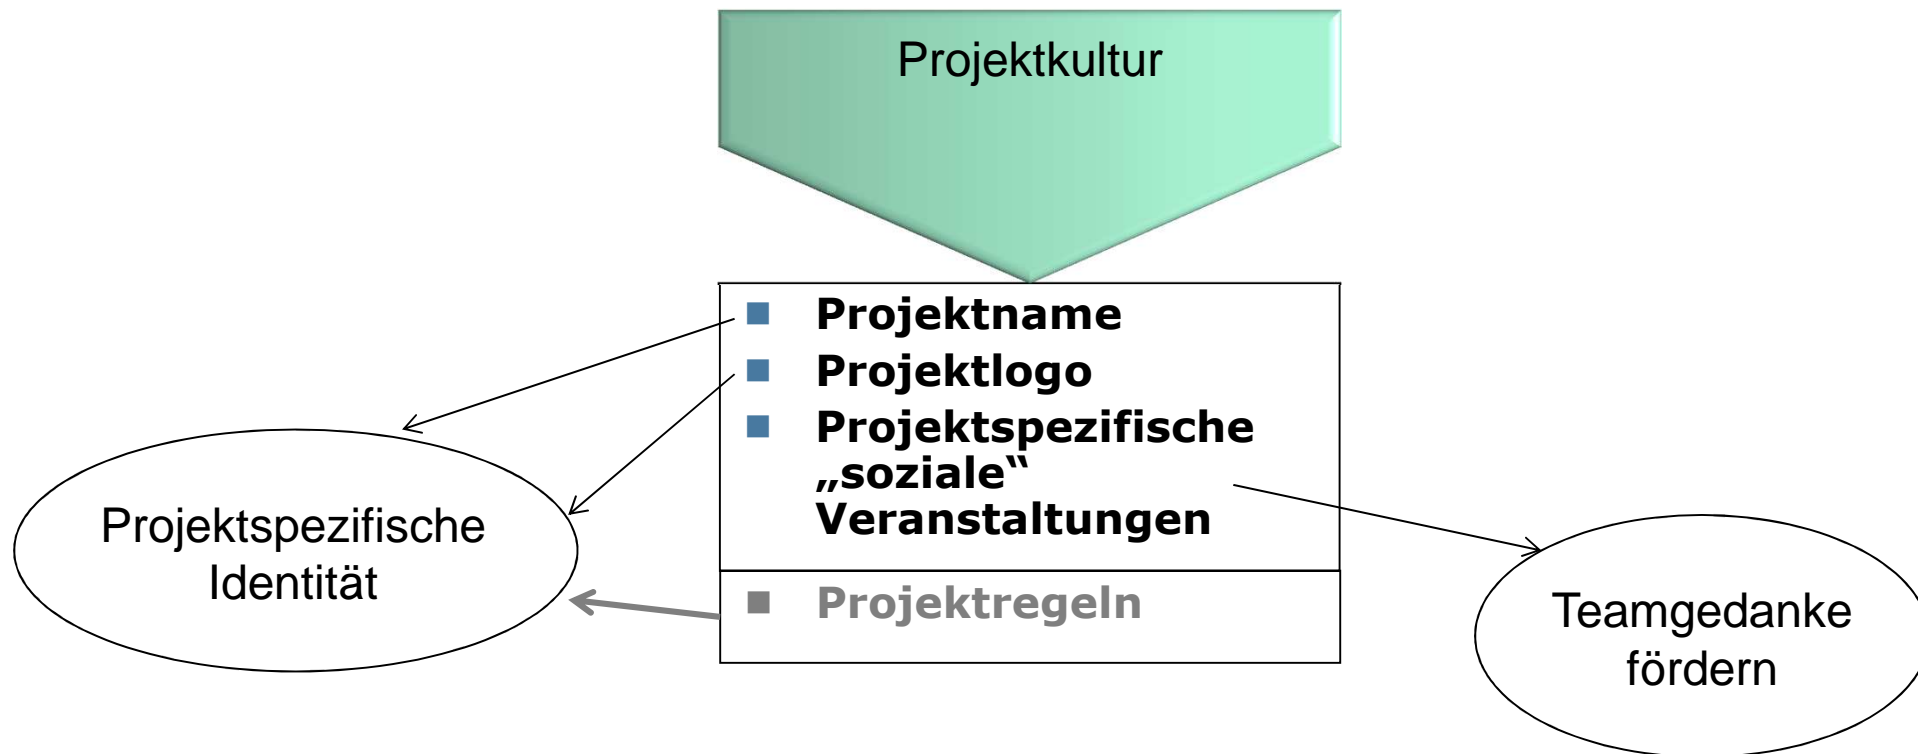 Projektkultur
Projektname
Projektlogo
Projektspezifische
„soziale“
Veranstaltungen
Projektregeln
Projektspezifische
Identität
Teamgedanke
fördern